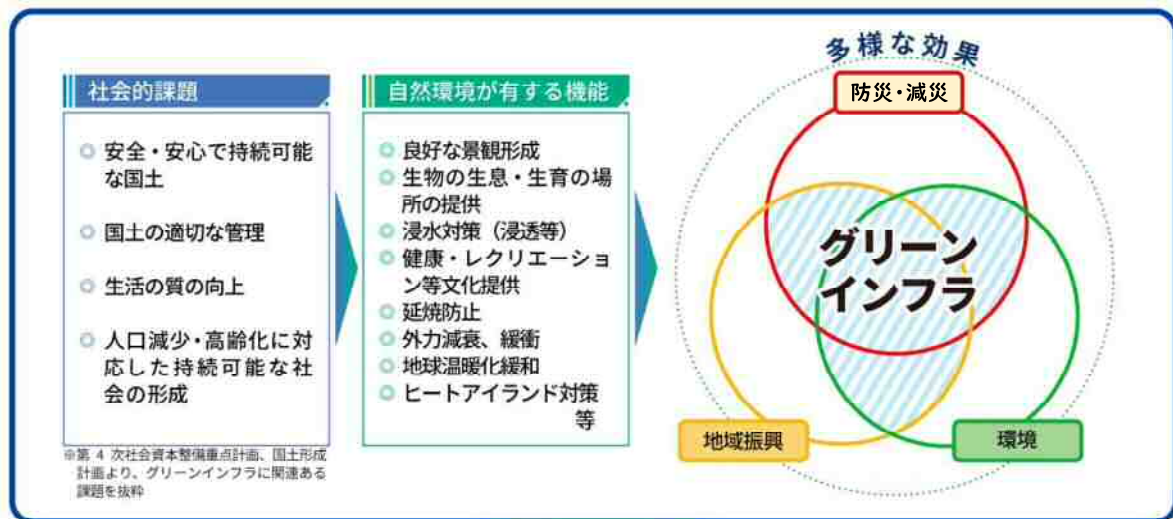 社会的課題
◎ 安全・安心で持続可能
な国土
◎ 国土の適切な管理
◎ 生活の質の向上
◎ 人口減少・高齢化に対
応した持続可能な社
会の形成
※第 4 次社会資本整備重点計画、国土形成
計画より、グリーンインフラに関連ある
課題を抜粋
自然環境が有する機能
◎ 良好な景観形成
◎ 生物の生息・生育の場
所の提供
◎ 浸水対策（浸透等）
◎ 健康・レクリエーショ
ン等文化提供
◎ 延焼防止
◎ 外力減衰、緩衝
◎ 地球温暖化緩和
◎ ヒートアイランド対策
等
多様な効果
防災・減災
グリーン
インフラ
地域振興
環境